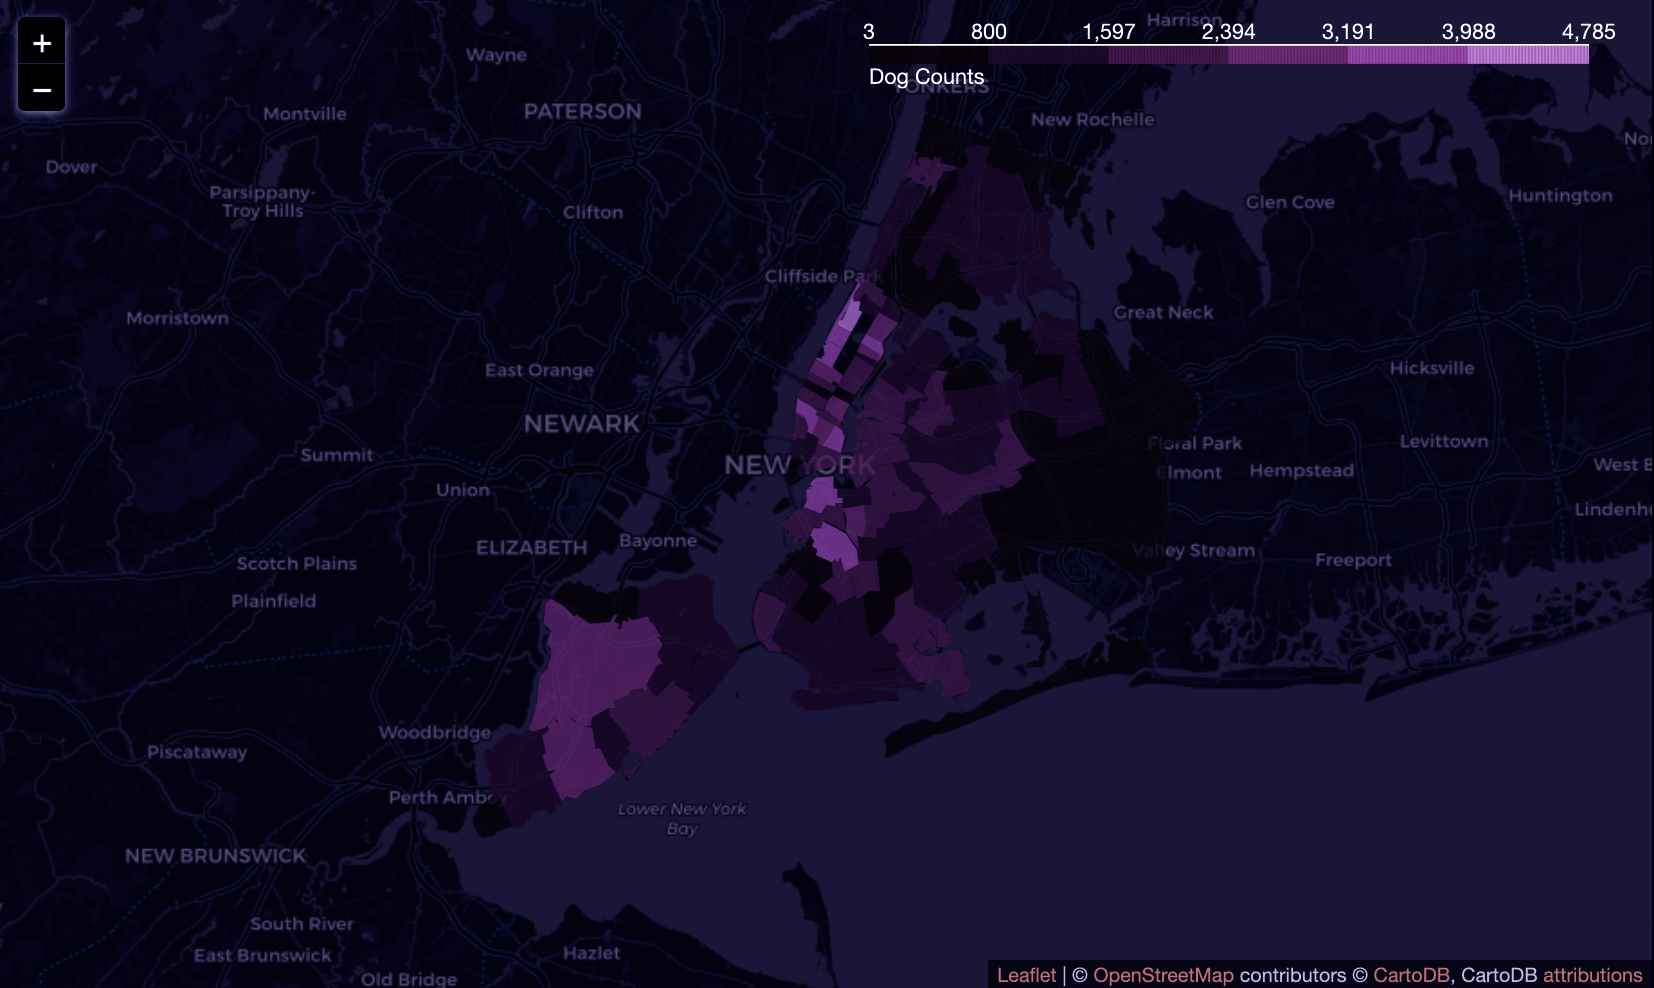 +
−
3 800 1,597 2,394 3,191 3,988 4,785
Dog Counts
Harrison
YONKERS
Wayne
New Rochelle
PATERSON
Montville
Dover
Parsippany-
Troy Hills
Clifton
Glen Cove
Huntington
Cliffside Park
Morristown
Great Neck
East Orange
Hicksville
NEWARK
Floral Park
Levittown
Summit
NEW YORK
Elmont
Hempstead
West B
Union
Lindenhu
ELIZABETH
Bayonne
Valley Stream
Freeport
Scotch Plains
Plainfield
Woodbridge
Piscataway
Perth Amboy
Lower New York
Bay
NEW BRUNSWICK
South River
East Brunswick
Hazlet
Old Bridge
Leaflet | © OpenStreetMap contributors © CartoDB, CartoDB attributions